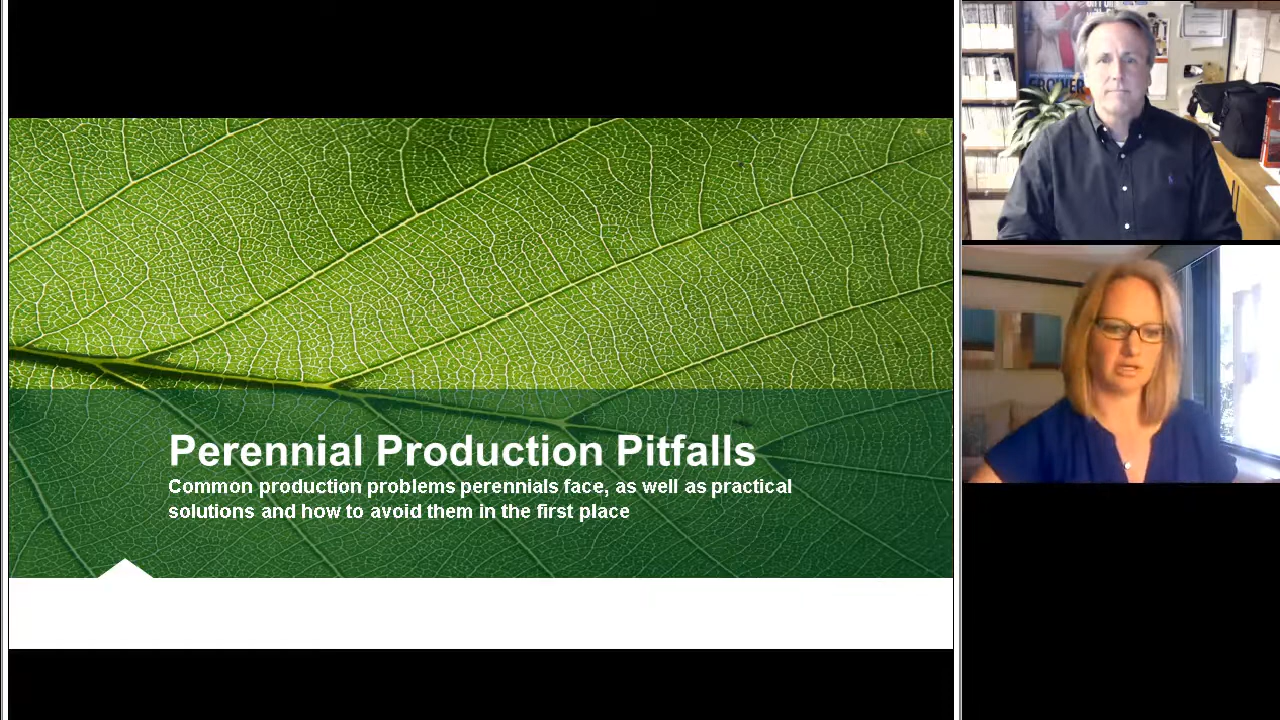 Perennial Production Pitfalls
Common production problems perennials face, as well as practical
solutions and how to avoid them in the first place
GROWER